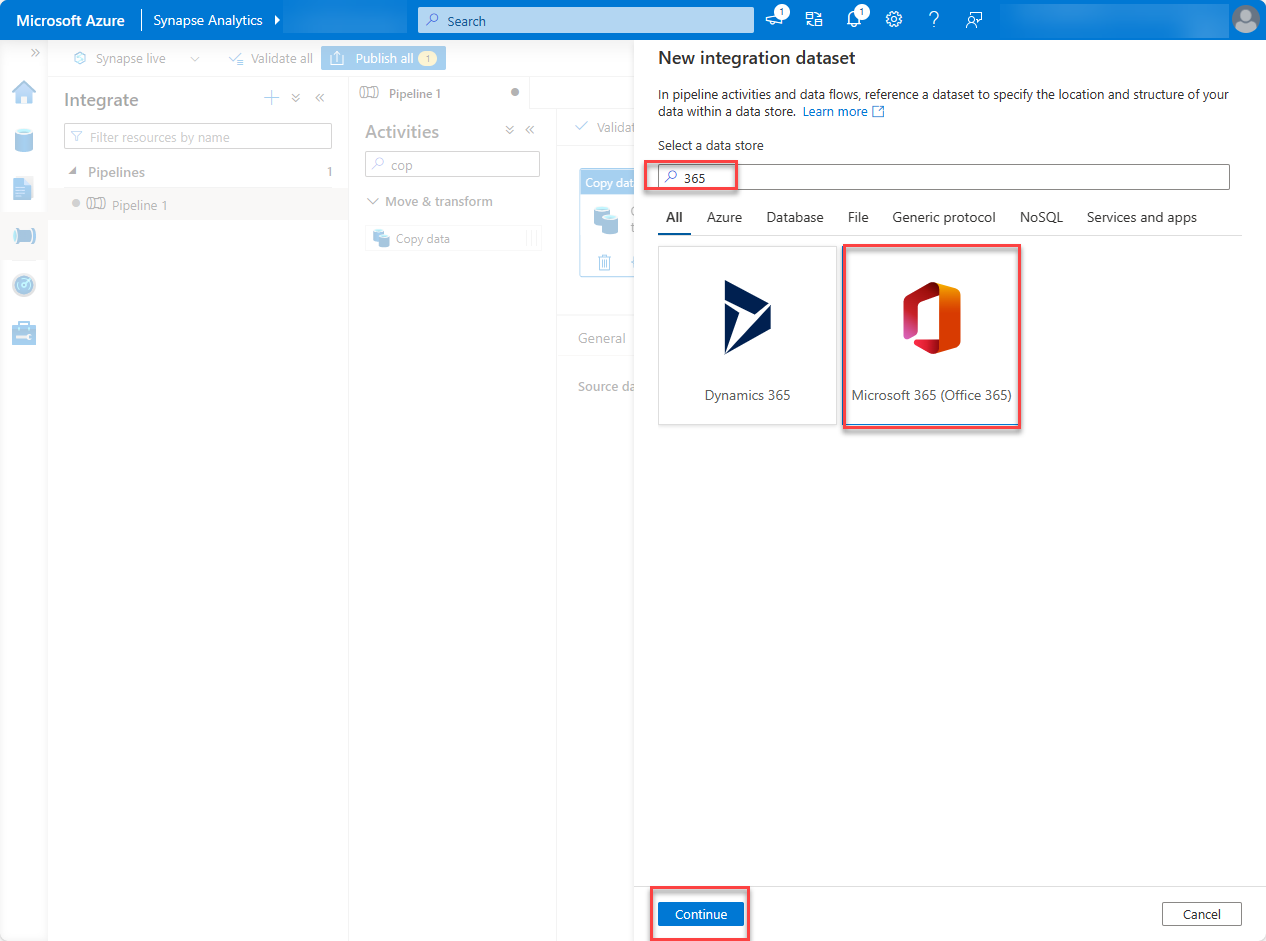 Microsoft Azure
Synapse Analytics
Search
1
1
Synapse live
Validate all
Publish all
1
Integrate
Filter resources by name
Pipelines
1
Pipeline 1
Pipeline 1
Activities
cop
Move & transform
Copy data
Validat
Copy dat
General
Source da
New integration dataset
In pipeline activities and data flows, reference a dataset to specify the location and structure of your
data within a data store. Learn more
Select a data store
365
All
Azure
Database
File
Generic protocol
NoSQL
Services and apps
Dynamics 365
Microsoft 365 (Office 365)
Continue
Cancel